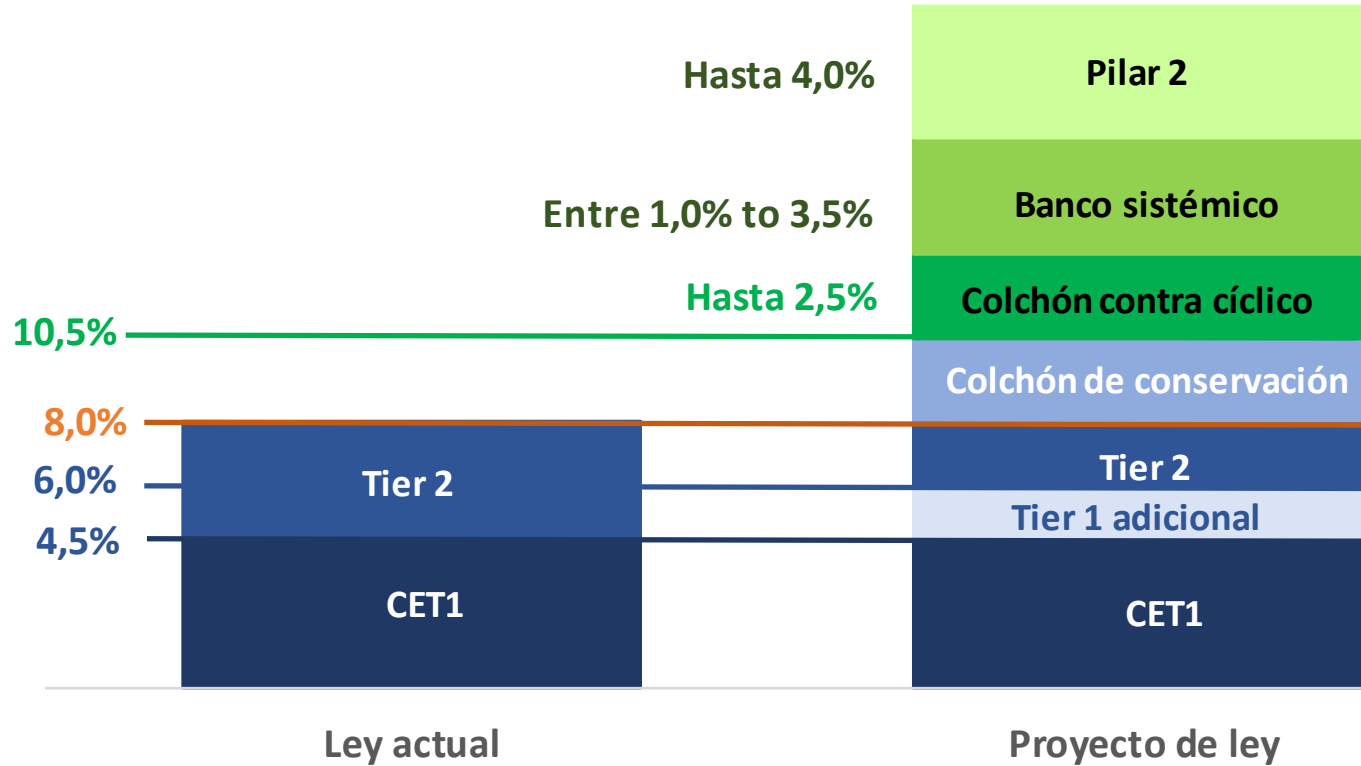 Hasta 4,0%
Pilar 2
Entre 1,0% to 3,5%
Banco sistémico
Hasta 2,5%
Colchón contra cíclico
10,5%
Colchón de conservación
8,0%
6,0%
Tier 2
Tier 2
Tier 1 adicional
4,5%
CET1
CET1
Ley actual
Proyecto de ley